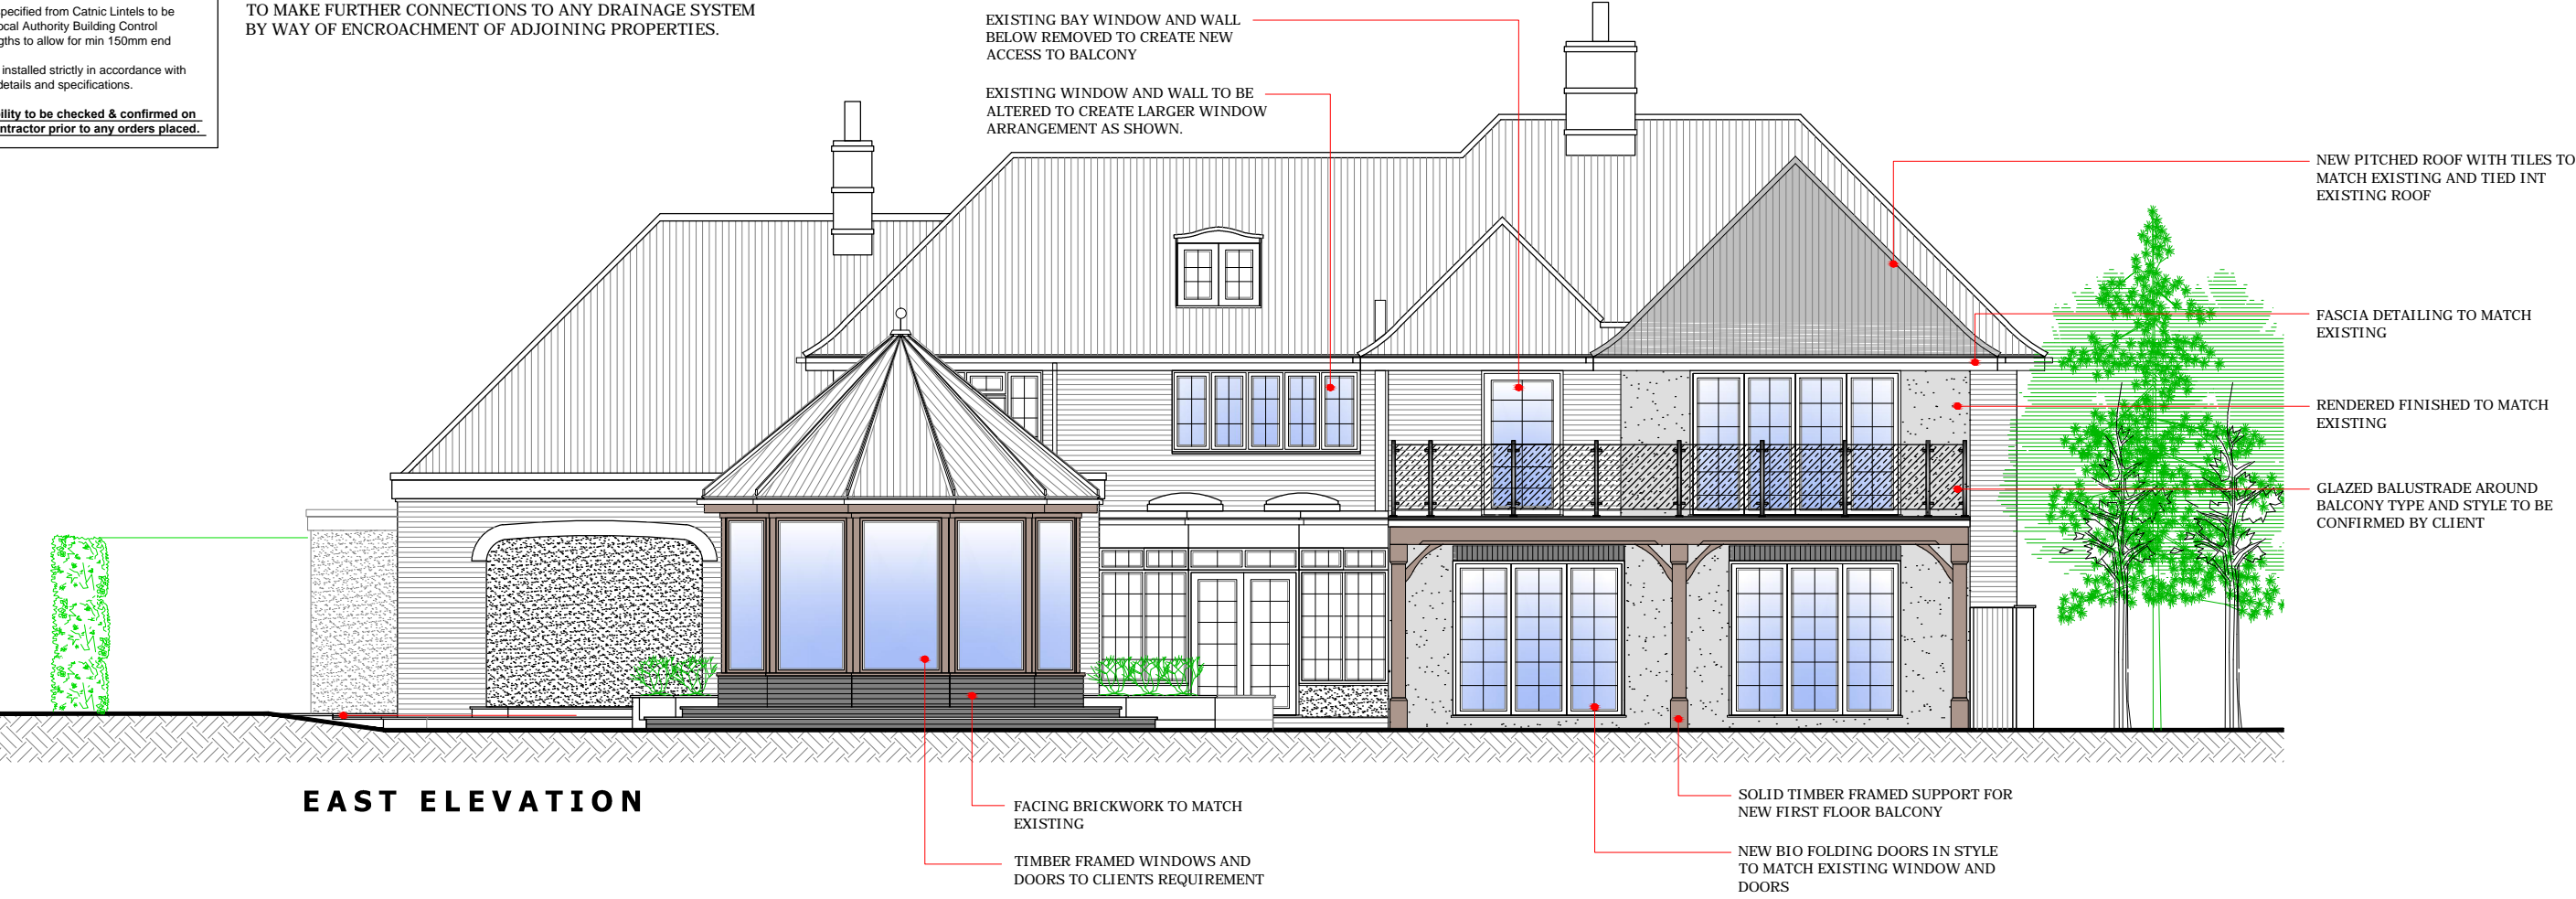 pecified from Catnic Lintels to be
ocal Authority Building Control
gths to allow for min 150mm end
installed strictly in accordance with
details and specifications.
bility to be checked & confirmed on
ntractor prior to any orders placed.
TO MAKE FURTHER CONNECTIONS TO ANY DRAINAGE SYSTEM
BY WAY OF ENCROACHMENT OF ADJOINING PROPERTIES.
EXISTING BAY WINDOW AND WALL
BELOW REMOVED TO CREATE NEW
ACCESS TO BALCONY
EXISTING WINDOW AND WALL TO BE
ALTERED TO CREATE LARGER WINDOW
ARRANGEMENT AS SHOWN.
NEW PITCHED ROOF WITH TILES TO
MATCH EXISTING AND TIED INT
EXISTING ROOF
FASCIA DETAILING TO MATCH
EXISTING
RENDERED FINISHED TO MATCH
EXISTING
GLAZED BALUSTRADE AROUND
BALCONY TYPE AND STYLE TO BE
CONFIRMED BY CLIENT
EAST ELEVATION
FACING BRICKWORK TO MATCH
EXISTING
TIMBER FRAMED WINDOWS AND
DOORS TO CLIENTS REQUIREMENT
SOLID TIMBER FRAMED SUPPORT FOR
NEW FIRST FLOOR BALCONY
NEW BIO FOLDING DOORS IN STYLE
TO MATCH EXISTING WINDOW AND
DOORS